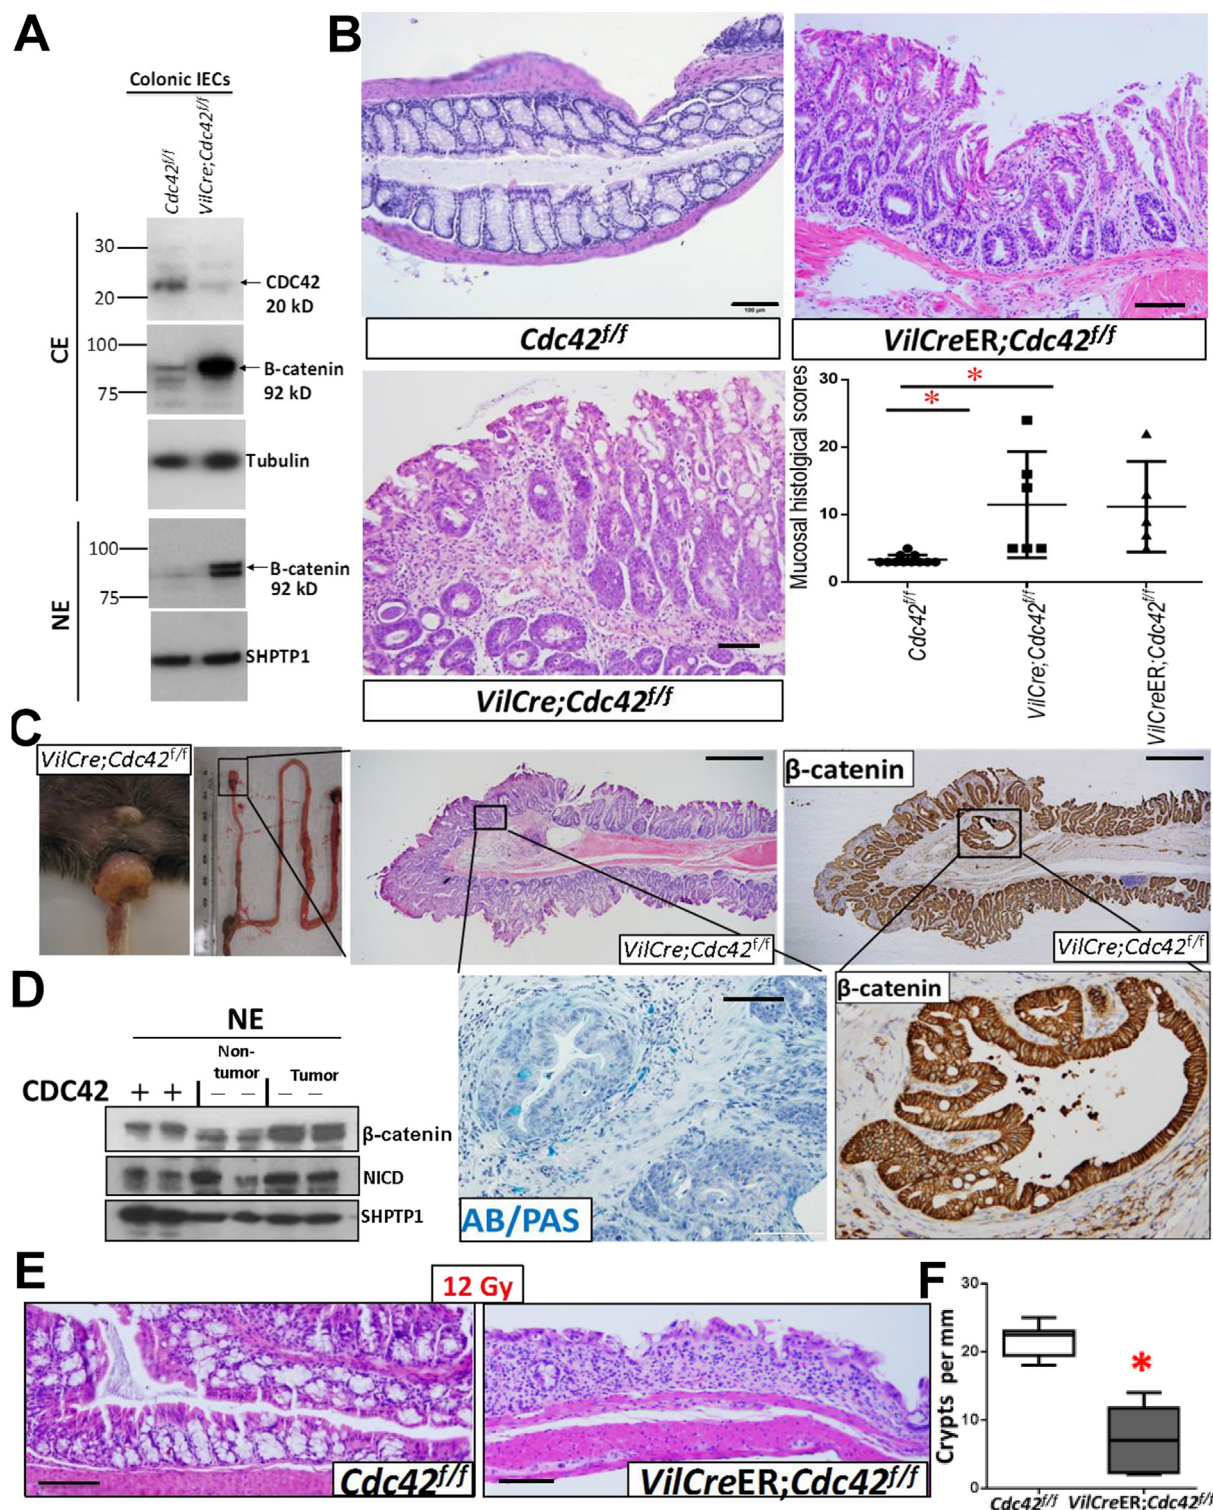 A
Colonic IECs
Cdc42f/f
VilCre;Cdc42f/f
CE
30
20
CDC42
20 kD
100
75
B-catenin
92 kD
Tubulin
NE
100
75
B-catenin
92 kD
SHPTP1
B
100 µm
Cdc42f/f
VilCreER;Cdc42f/f
VilCre;Cdc42f/f
Mucosal histolgical scores
30
20
10
0
*
*
Cdc42f/f
VilCre;Cdc42f/f
VilCreER;Cdc42f/f
C
VilCre;Cdc42f/f
VilCre;Cdc42f/f
β-catenin
VilCre;Cdc42f/f
AB/PAS
β-catenin
D
NE
Non-
tumor
Tumor
CDC42 + + – – – –
β-catenin
NICD
SHPTP1
E
12 Gy
Cdc42f/f
VilCreER;Cdc42f/f
F
Crypts per mm
30
20
10
0
*
Cdc42f/f
VilCreER;Cdc42f/f